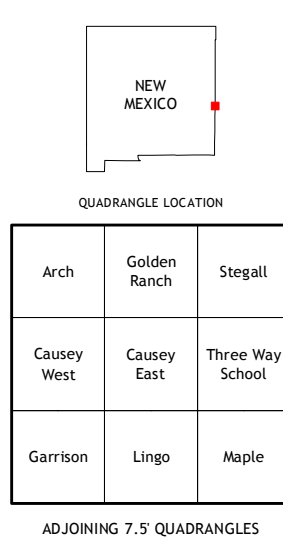 NEW
MEXICO
QUADRANGLE LOCATION
Arch
Golden
Ranch
Stegall
Causey
West
Causey
East
Three Way
School
Garrison
Lingo
Maple
ADJOINING 7.5' QUADRANGLES